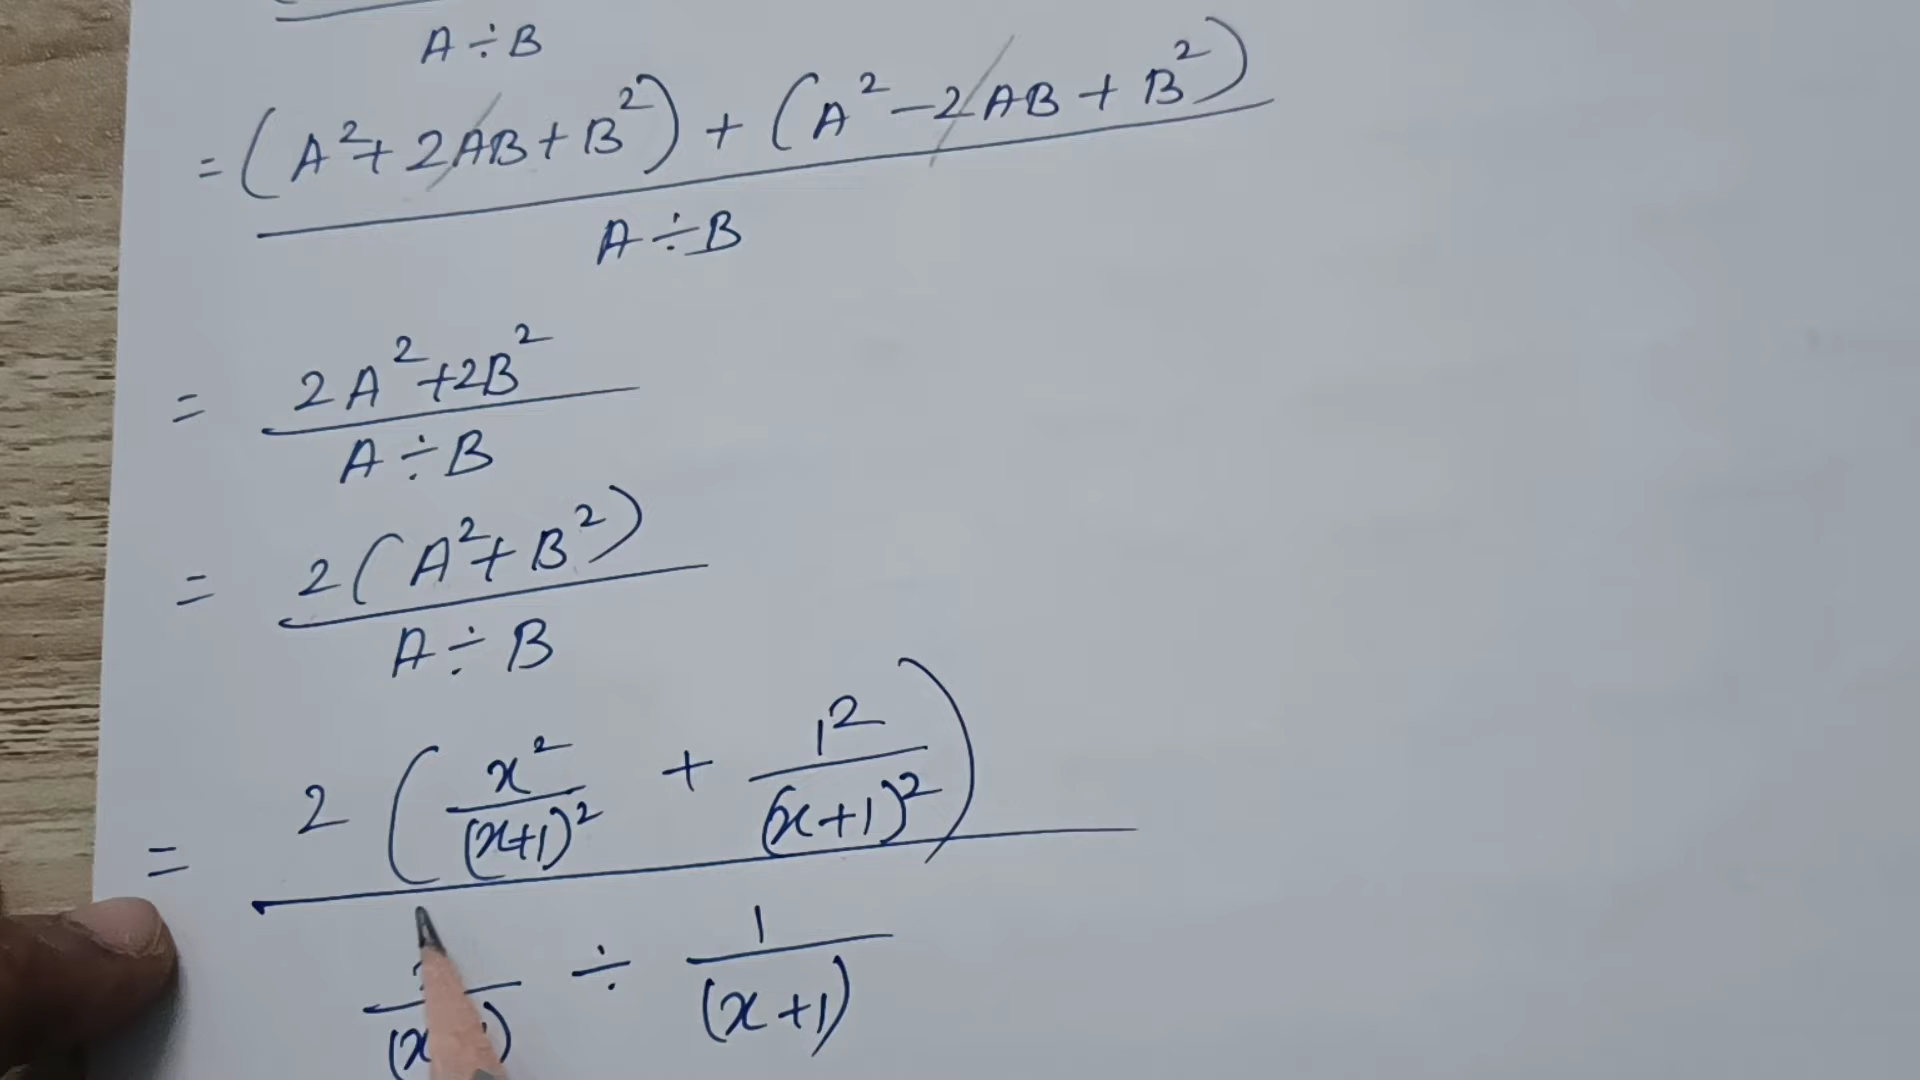 A ÷ B
= (A² + 2AB + B²) + (A² - 2AB + B²)
A ÷ B
= 2A² + 2B²
A ÷ B
= 2(A² + B²)
A ÷ B
= 2 ( x²/(x+1)² + 1²/(x+1)² )
÷ 1/(x+1)